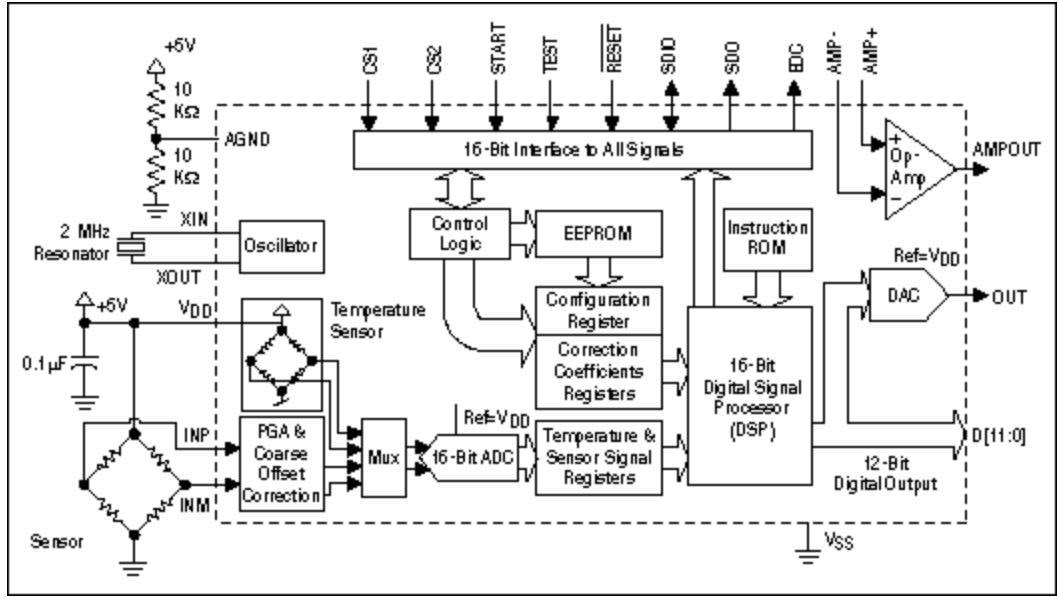 +5V
10
KΩ
10
KΩ
AGND
CS1
CS2
START
TEST
RESET
SDIO
SDO
EOC
AMP-
AMP+
16-Bit Interface to All Signals
+
Op-
Amp
−
AMPOUT
2 MHz
Resonator
XIN
XOUT
Oscillator
Control
Logic
EEPROM
Instruction
ROM
Ref=VDD
DAC
OUT
+5V
VDD
0.1µF
Temperature
Sensor
Configuration
Register
Correction
Coefficients
Registers
16-Bit
Digital Signal
Processor
(DSP)
INP
INM
PGA &
Coarse
Offset
Correction
Mux
Ref=VDD
16-Bit ADC
Temperature &
Sensor Signal
Registers
D[11:0]
12-Bit
Digital Output
Sensor
VSS